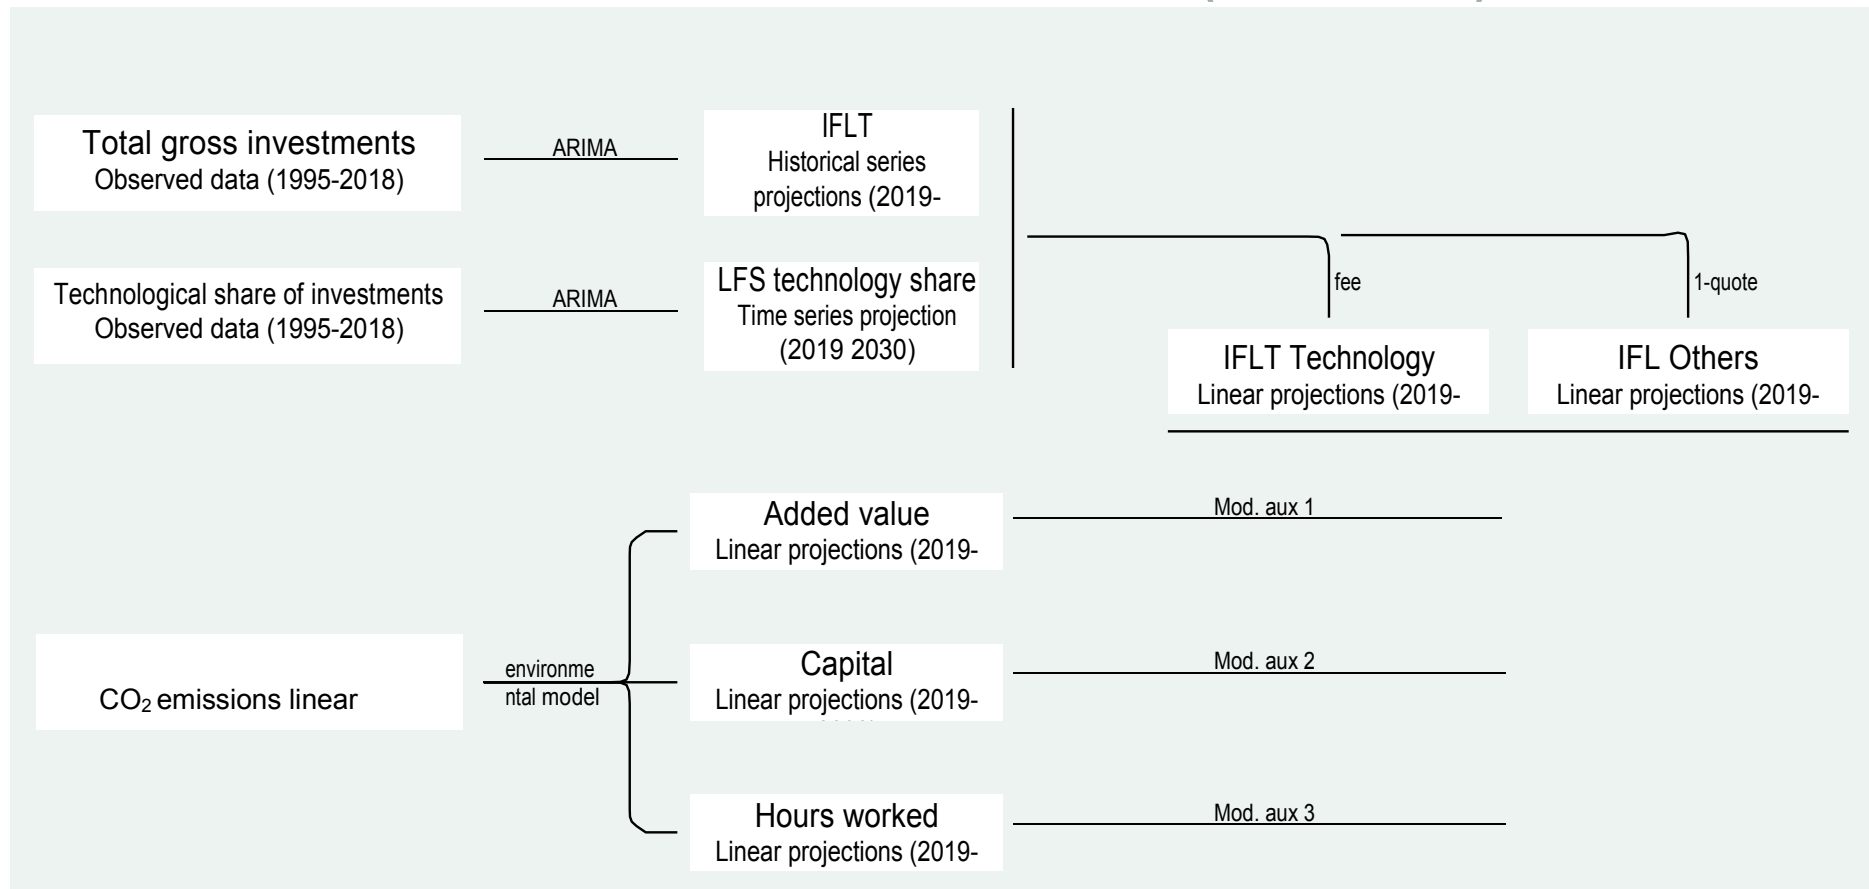 Total gross investments
Observed data (1995-2018)
ARIMA
IFLT
Historical series
projections (2019-
Technological share of investments
Observed data (1995-2018)
ARIMA
LFS technology share
Time series projection
(2019 2030)
fee
1-quote
IFLT Technology
Linear projections (2019-
IFL Others
Linear projections (2019-
Added value
Linear projections (2019-
Mod. aux 1
CO₂ emissions linear
environme
ntal model
Capital
Linear projections (2019-
Mod. aux 2
Hours worked
Linear projections (2019-
Mod. aux 3